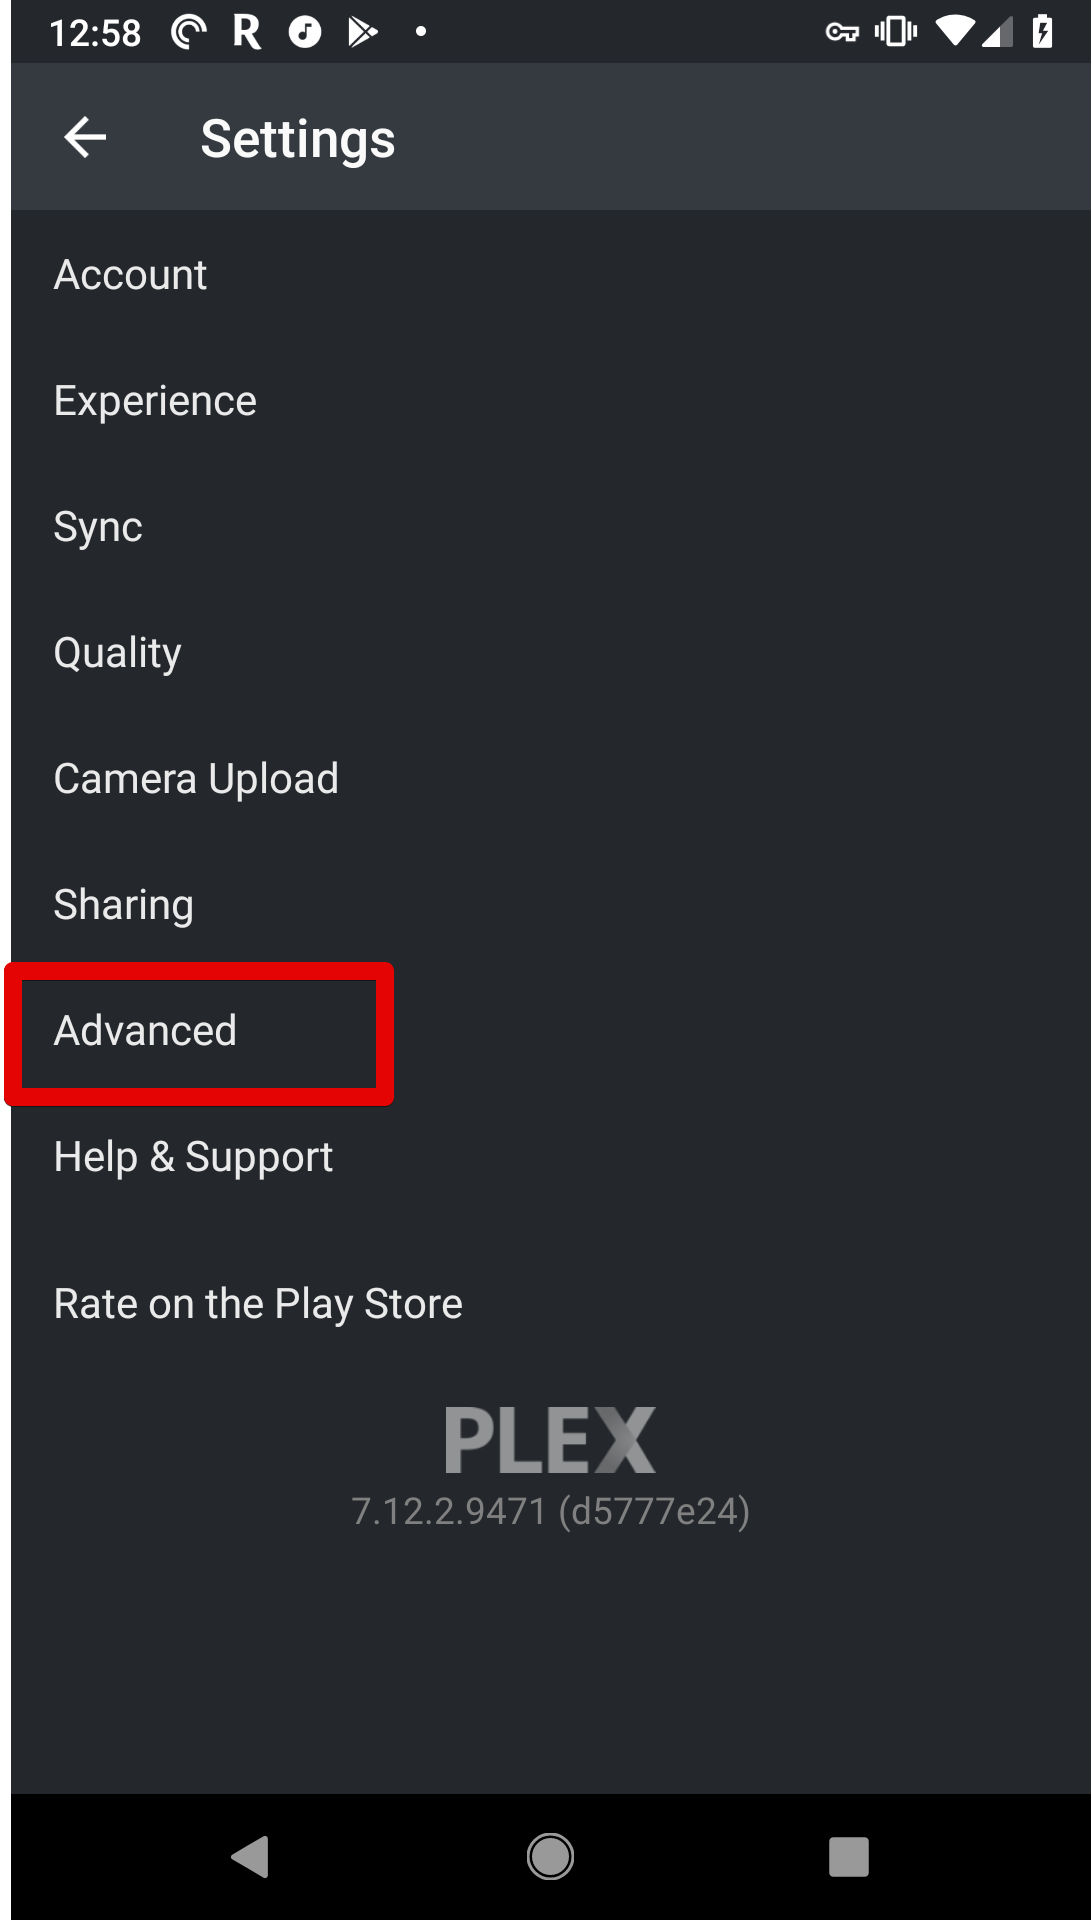 12:58
Settings
Account
Experience
Sync
Quality
Camera Upload
Sharing
Advanced
Help & Support
Rate on the Play Store
PLEX
7.12.2.9471 (d5777e24)